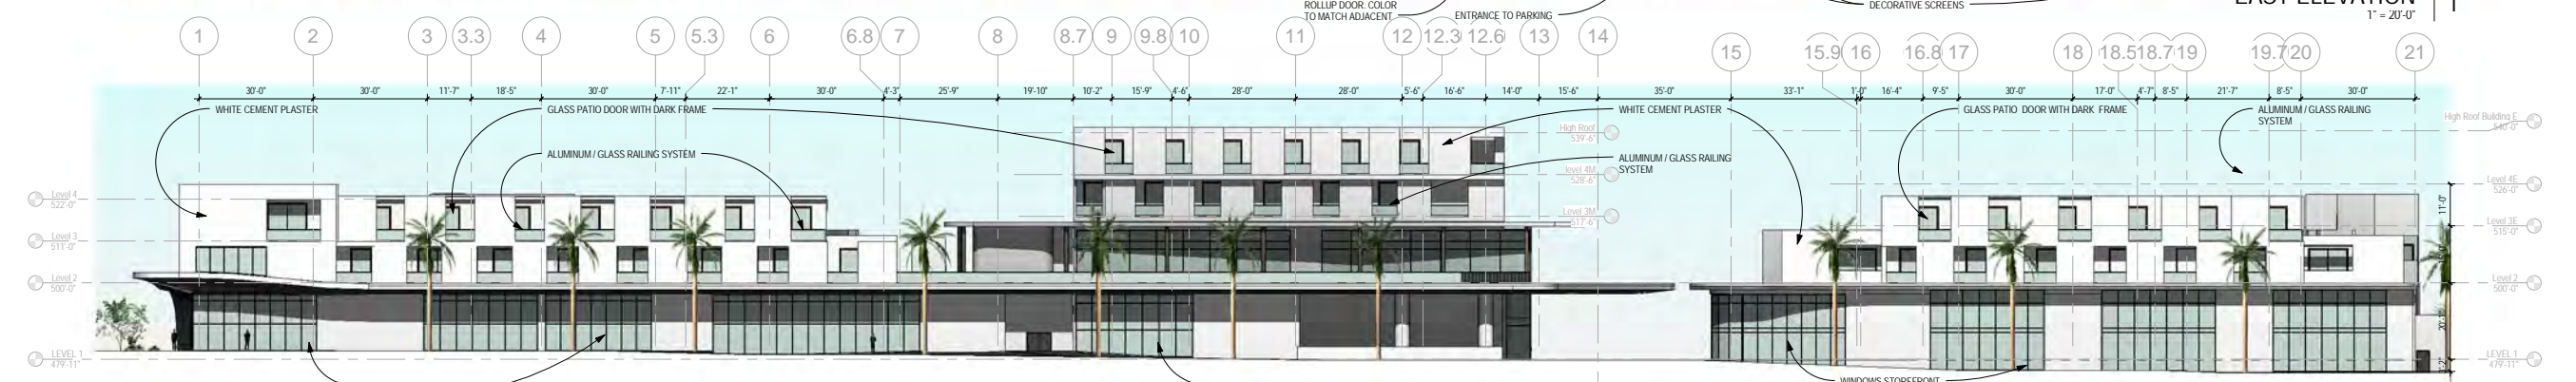 ROLLUP DOOR. COLOR
TO MATCH ADJACENT
ENTRANCE TO PARKING
DECORATIVE SCREENS
EAST ELEVATION
1" = 20'-0"
1 2 3 3.3 4 5 5.3 6 6.8 7 8 8.7 9 9.8 10 11 12 12.3 12.6 13 14 15 15.9 16 16.8 17 18 18.5 18.7 19 19.7 20 21
30'-0" 30'-0" 11'-7" 18'-5" 30'-0" 7'-11" 22'-1" 30'-0" 4'-3" 25'-9" 19'-10" 10'-2" 15'-9" 4'-6" 28'-0" 28'-0" 5'-6" 16'-6" 14'-0" 15'-6" 35'-0" 33'-1" 1'-0" 16'-4" 9'-5" 30'-0" 17'-0" 4'-7" 8'-5" 21'-7" 8'-5" 30'-0"
WHITE CEMENT PLASTER
GLASS PATIO DOOR WITH DARK FRAME
WHITE CEMENT PLASTER
GLASS PATIO DOOR WITH DARK FRAME
ALUMINUM / GLASS RAILING
SYSTEM
High Roof
539'-6"
High Roof Building E
540'-0"
ALUMINUM / GLASS RAILING SYSTEM
ALUMINUM / GLASS RAILING
SYSTEM
level 4M
528'-6"
Level 4
522'-0"
Level 4E
526'-0"
11'-0"
Level 3M
517'-6"
Level 3
511'-0"
Level 3E
515'-0"
Level 2
500'-0"
Level 2
500'-0"
LEVEL 1
479'-11"
LEVEL 1
479'-11"
WINDOWS STOREFRONT